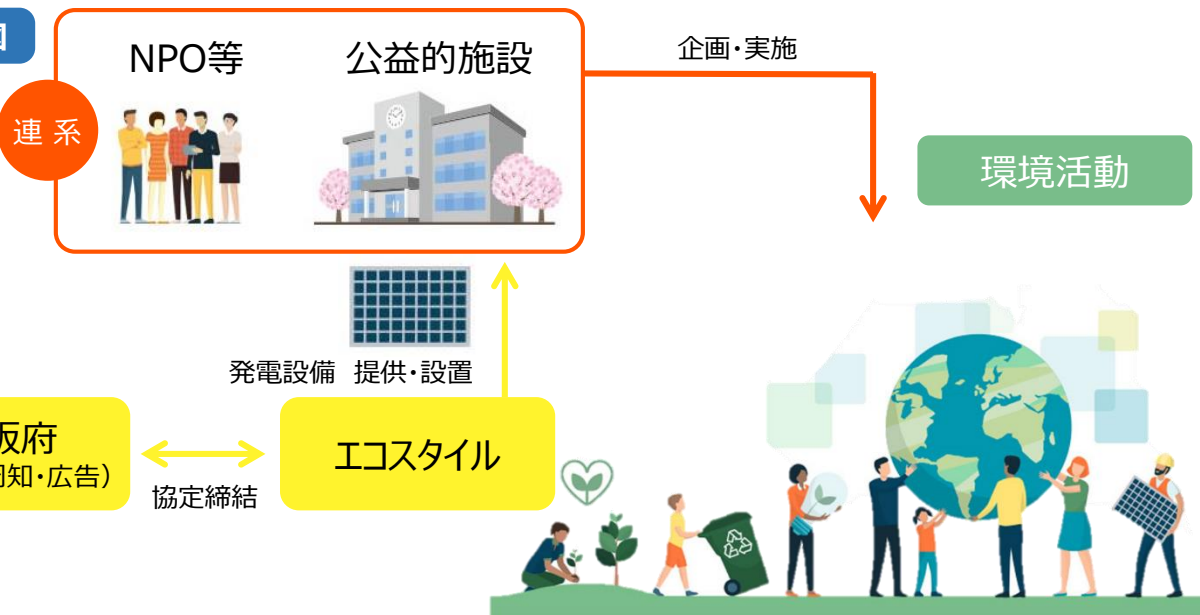 図
NPO等
公益的施設
企画・実施
連系
環境活動
発電設備 提供・設置
阪府
周知・広告）
協定締結
エコスタイル